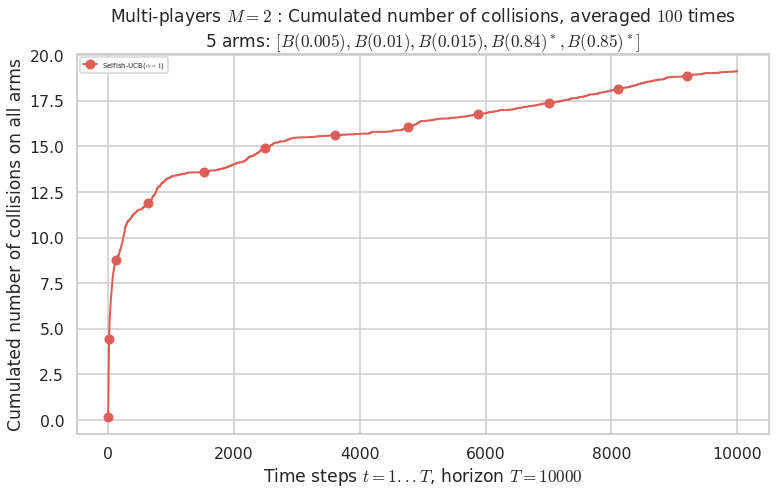 Multi-players M = 2 : Cumulated number of collisions, averaged 100 times
5 arms: [B(0.005), B(0.01), B(0.015), B(0.84)*, B(0.85)*]
Selfish-UCB(α=1)
20.0
17.5
15.0
12.5
10.0
7.5
5.0
2.5
0.0
Cumulated number of collisions on all arms
0 2000 4000 6000 8000 10000
Time steps t = 1...T, horizon T = 10000